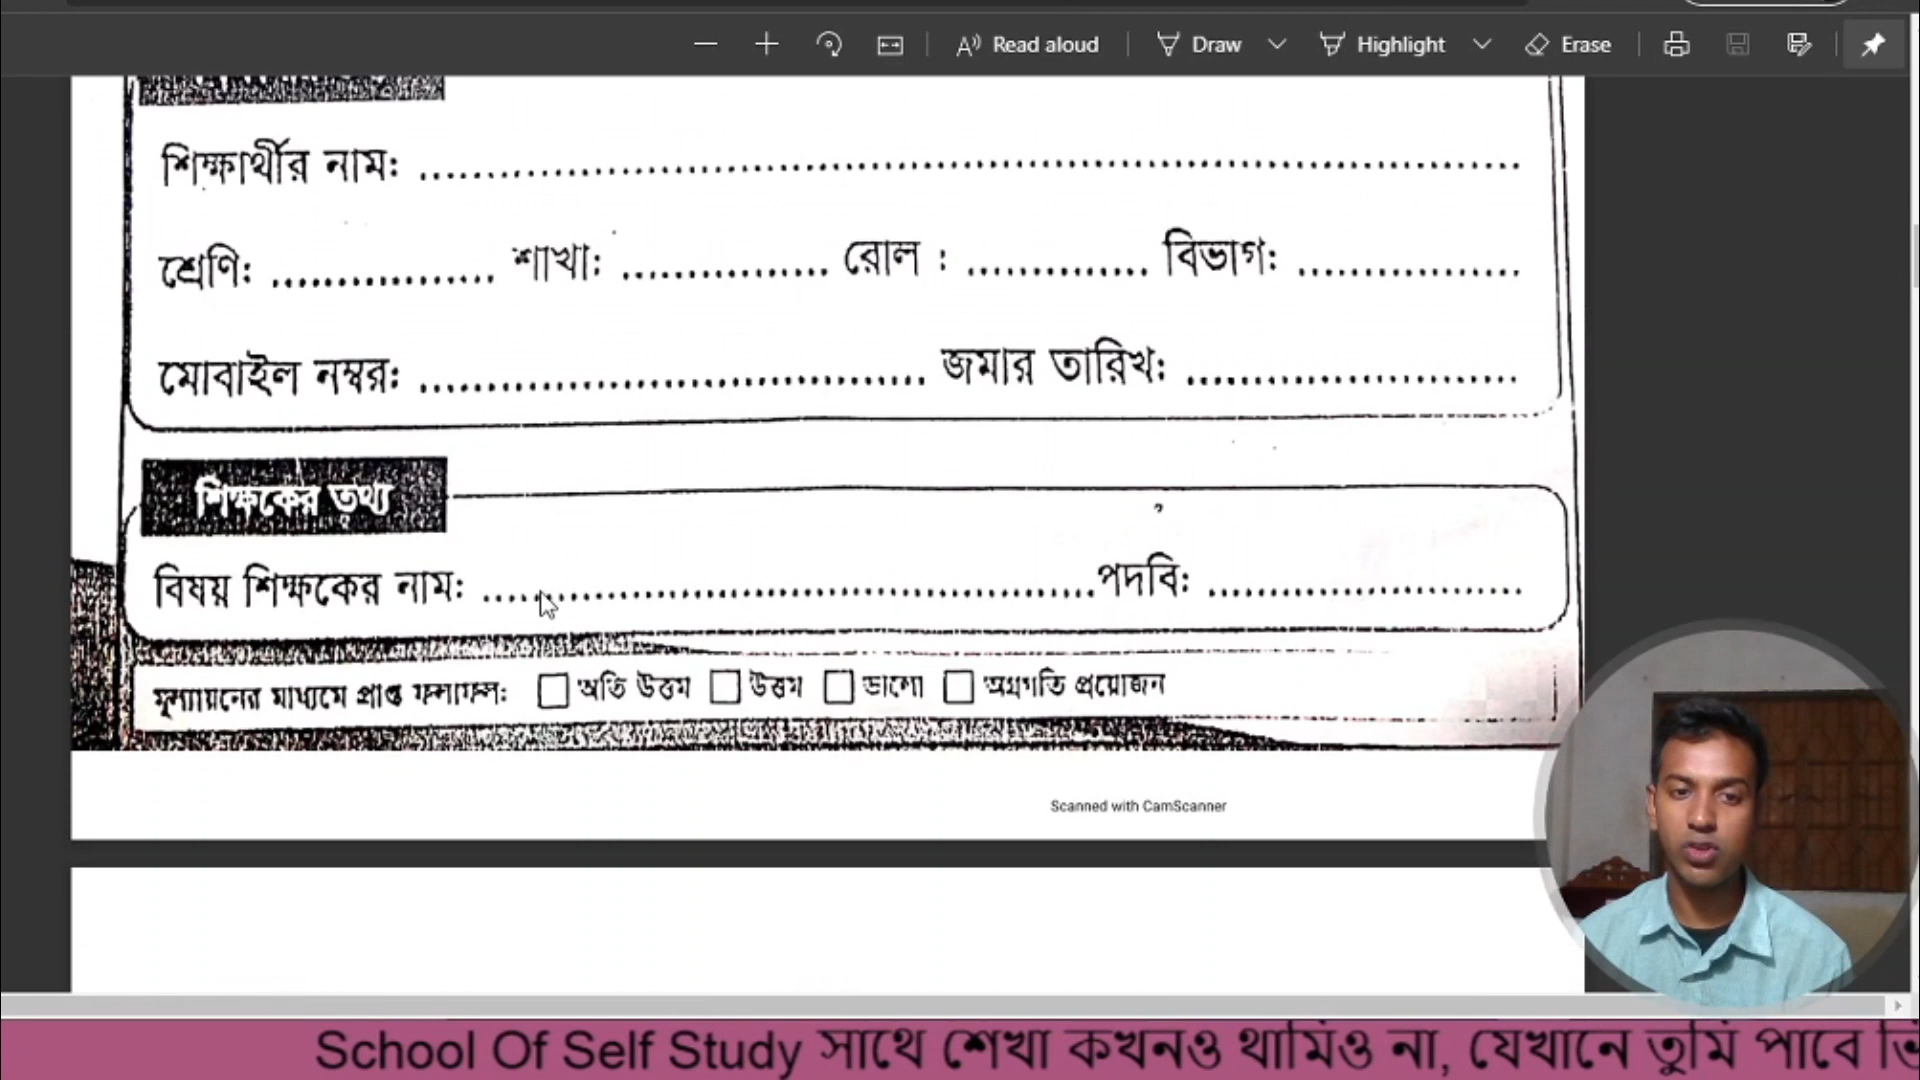 Read aloud Draw Highlight Erase
শিক্ষার্থীর নাম: ........................................
শ্রেণি: .................... শাখা: .................... রোল : ................ বিভাগ: ....................
মোবাইল নম্বর: ........................................ জমার তারিখ: ..............................
শিক্ষকের তথ্য
বিষয় শিক্ষকের নাম: ........................................পদবি: ..............................
মূল্যায়নের মাধ্যমে প্রাপ্ত ফলাফল: অতি উত্তম উত্তম ভালো অগ্রগতি প্রয়োজন
Scanned with CamScanner
School Of Self Study সাথে শেখা কখনও থামিও না, যেখানে তুমি পাবে